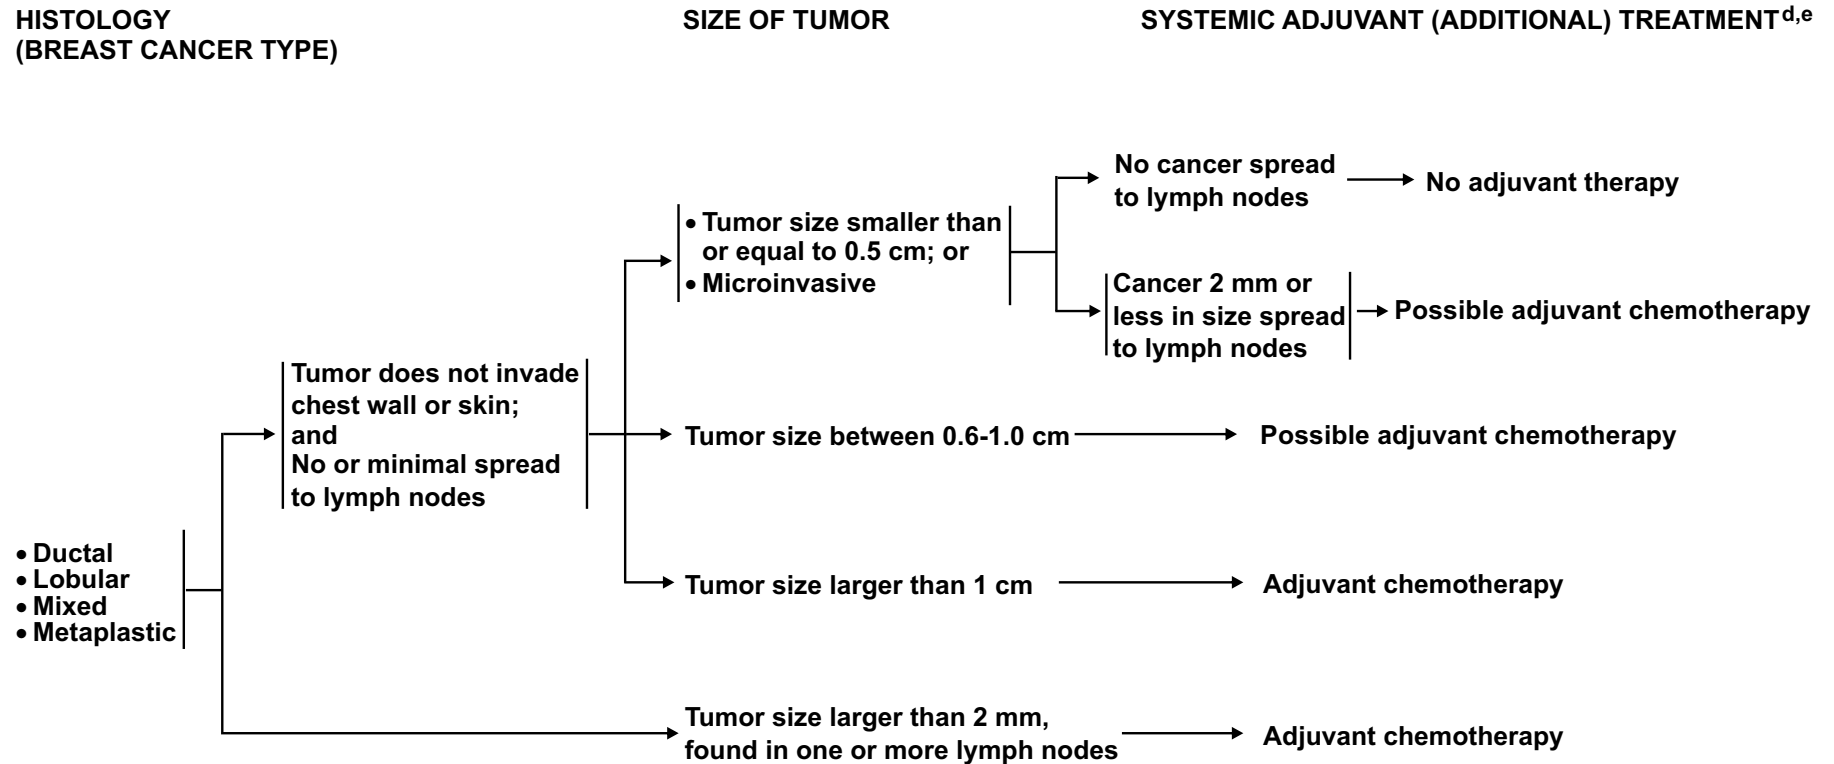 HISTOLOGY
(BREAST CANCER TYPE)
SIZE OF TUMOR
SYSTEMIC ADJUVANT (ADDITIONAL) TREATMENTd,e
• Ductal
• Lobular
• Mixed
• Metaplastic
Tumor does not invade
chest wall or skin;
and
No or minimal spread
to lymph nodes
• Tumor size smaller than
or equal to 0.5 cm; or
• Microinvasive
No cancer spread
to lymph nodes
No adjuvant therapy
Cancer 2 mm or
less in size spread
to lymph nodes
Possible adjuvant chemotherapy
Tumor size between 0.6-1.0 cm
Possible adjuvant chemotherapy
Tumor size larger than 1 cm
Adjuvant chemotherapy
Tumor size larger than 2 mm,
found in one or more lymph nodes
Adjuvant chemotherapy